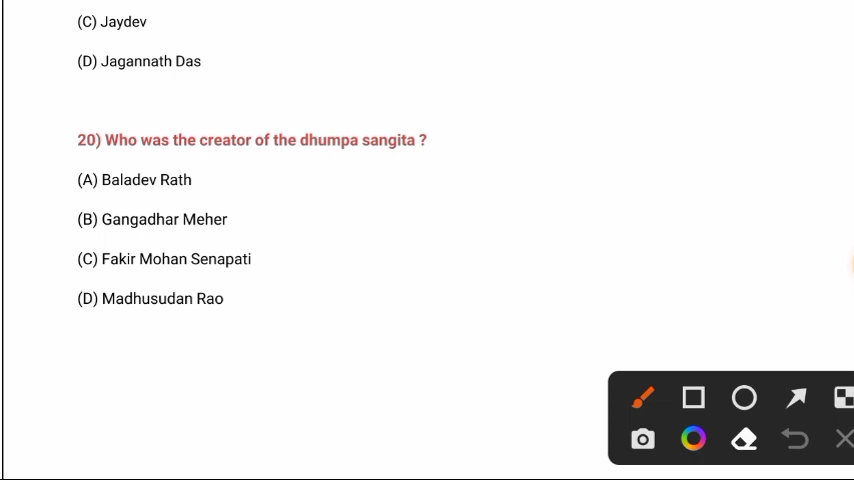 (C) Jaydev
(D) Jagannath Das
20) Who was the creator of the dhumpa sangita ?
(A) Baladev Rath
(B) Gangadhar Meher
(C) Fakir Mohan Senapati
(D) Madhusudan Rao